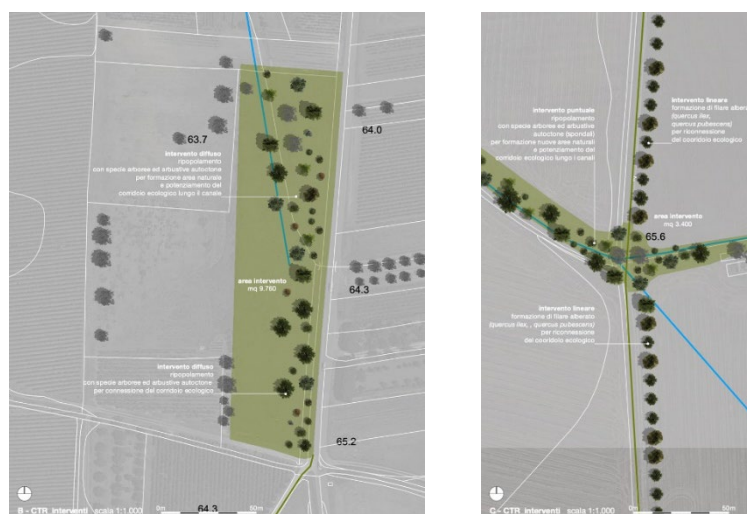 63.7
64.0
intervento diffuso
ripopolamento
con specie arboree ed arbustive autoctone
per formazione area naturale
e potenziamento del
corridoio ecologico lungo il canale
area intervento
mq 9.760
64.3
intervento diffuso
ripopolamento
con specie arboree ed arbustive autoctone
per connessione del corridoio ecologico
65.2
B - CTR interventi scala 1:1.000
0m
64.3
50m
intervento puntuale
ripopolamento
con specie arboree ed arbustive
autoctone (spondali)
per formazione nuove aree naturali
e potenziamento del
corridoio ecologico lungo i canali
intervento lineare
formazione di filare alberato
(quercus ilex,
quercus pubescens)
per riconnessione
del cooridoio ecologico
area intervento
mq 3.400
65.6
intervento lineare
formazione di filare alberato
(quercus ilex, , quercus pubescens)
per riconnessione
del cooridoio ecologico
C - CTR interventi scala 1:1.000
0m
50m